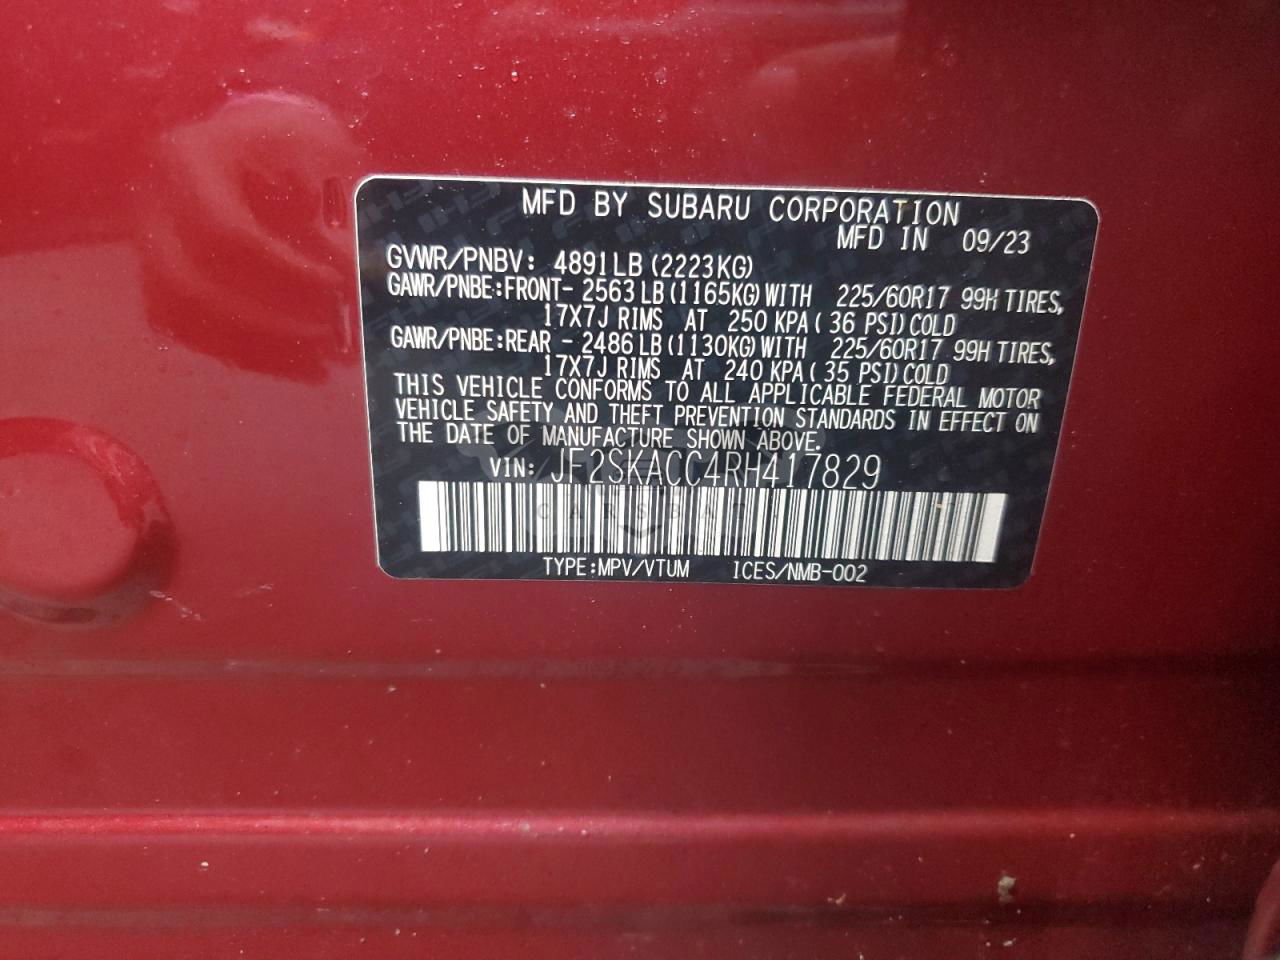 MFD BY SUBARU CORPORATION
MFD IN 09/23
GVWR/PNBV: 4891LB (2223KG)
GAWR/PNBE:FRONT- 2563LB (1165KG) WITH 225/60R17 99H TIRES,
17X7J RIMS AT 250 KPA ( 36 PSI) COLD
GAWR/PNBE:REAR - 2486LB (1130KG) WITH 225/60R17 99H TIRES,
17X7J RIMS AT 240 KPA ( 35 PSI) COLD
THIS VEHICLE CONFORMS TO ALL APPLICABLE FEDERAL MOTOR
VEHICLE SAFETY AND THEFT PREVENTION STANDARDS IN EFFECT ON
THE DATE OF MANUFACTURE SHOWN ABOVE.
VIN: JF2SKACC4RH417829
TYPE:MPV/VTUM ICES/NMB-002